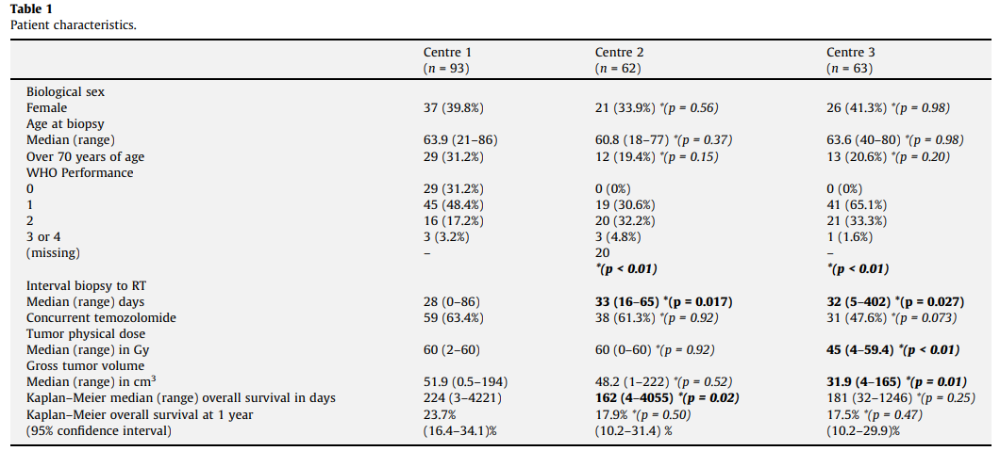 Table 1
Patient characteristics.
Centre 1 Centre 2 Centre 3
(n = 93) (n = 62) (n = 63)
Biological sex
Female 37 (39.8%) 21 (33.9%) *(p = 0.56) 26 (41.3%) *(p = 0.98)
Age at biopsy
Median (range) 63.9 (21–86) 60.8 (18–77) *(p = 0.37) 63.6 (40–80) *(p = 0.98)
Over 70 years of age 29 (31.2%) 12 (19.4%) *(p = 0.15) 13 (20.6%) *(p = 0.20)
WHO Performance
0 29 (31.2%) 0 (0%) 0 (0%)
1 45 (48.4%) 19 (30.6%) 41 (65.1%)
2 16 (17.2%) 20 (32.2%) 21 (33.3%)
3 or 4 3 (3.2%) 3 (4.8%) 1 (1.6%)
(missing) – 20 –
*(p < 0.01) *(p < 0.01)
Interval biopsy to RT
Median (range) days 28 (0–86) 33 (16–65) *(p = 0.017) 32 (5–402) *(p = 0.027)
Concurrent temozolomide 59 (63.4%) 38 (61.3%) *(p = 0.92) 31 (47.6%) *(p = 0.073)
Tumor physical dose
Median (range) in Gy 60 (2–60) 60 (0–60) *(p = 0.92) 45 (4–59.4) *(p < 0.01)
Gross tumor volume
Median (range) in cm³ 51.9 (0.5–194) 48.2 (1–222) *(p = 0.52) 31.9 (4–165) *(p = 0.01)
Kaplan–Meier median (range) overall survival in days 224 (3–4221) 162 (4–4055) *(p = 0.02) 181 (32–1246) *(p = 0.25)
Kaplan–Meier overall survival at 1 year 23.7% 17.9% *(p = 0.50) 17.5% *(p = 0.47)
(95% confidence interval) (16.4–34.1)% (10.2–31.4) % (10.2–29.9)%